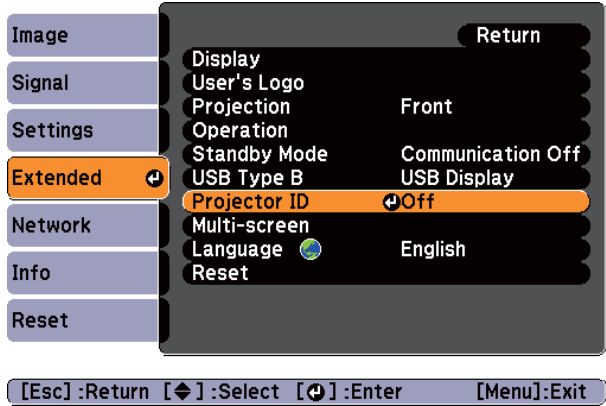 Image
Signal
Settings
Extended
Network
Info
Reset
Return
Display
User's Logo
Projection Front
Operation
Standby Mode Communication Off
USB Type B USB Display
Projector ID Off
Multi-screen
Language English
Reset
[Esc] :Return [ ] :Select [ ] :Enter [Menu]:Exit